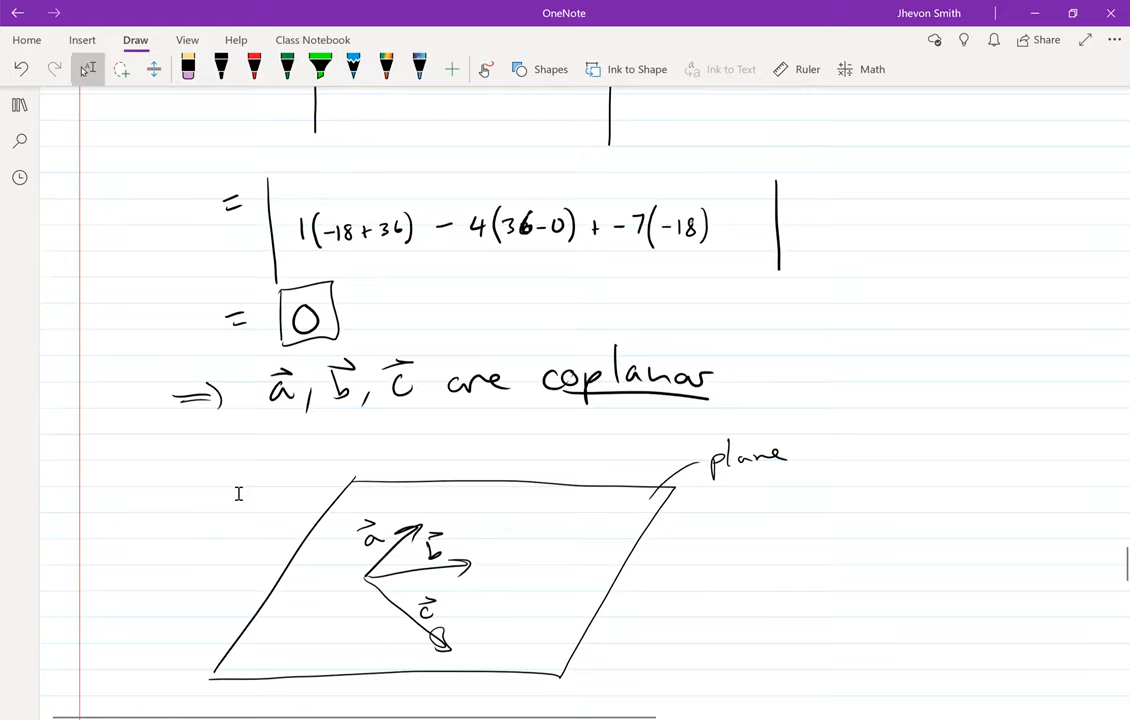 OneNote
Jhevon Smith
Home Insert Draw View Help Class Notebook
Share
Shapes Ink to Shape Ink to Text Ruler Math
= | 1(-18+36) - 4(36-0) + -7(-18) |
= 0
⇒ a⃗, b⃗, c⃗ are coplanar
plane
a⃗ b⃗
c⃗